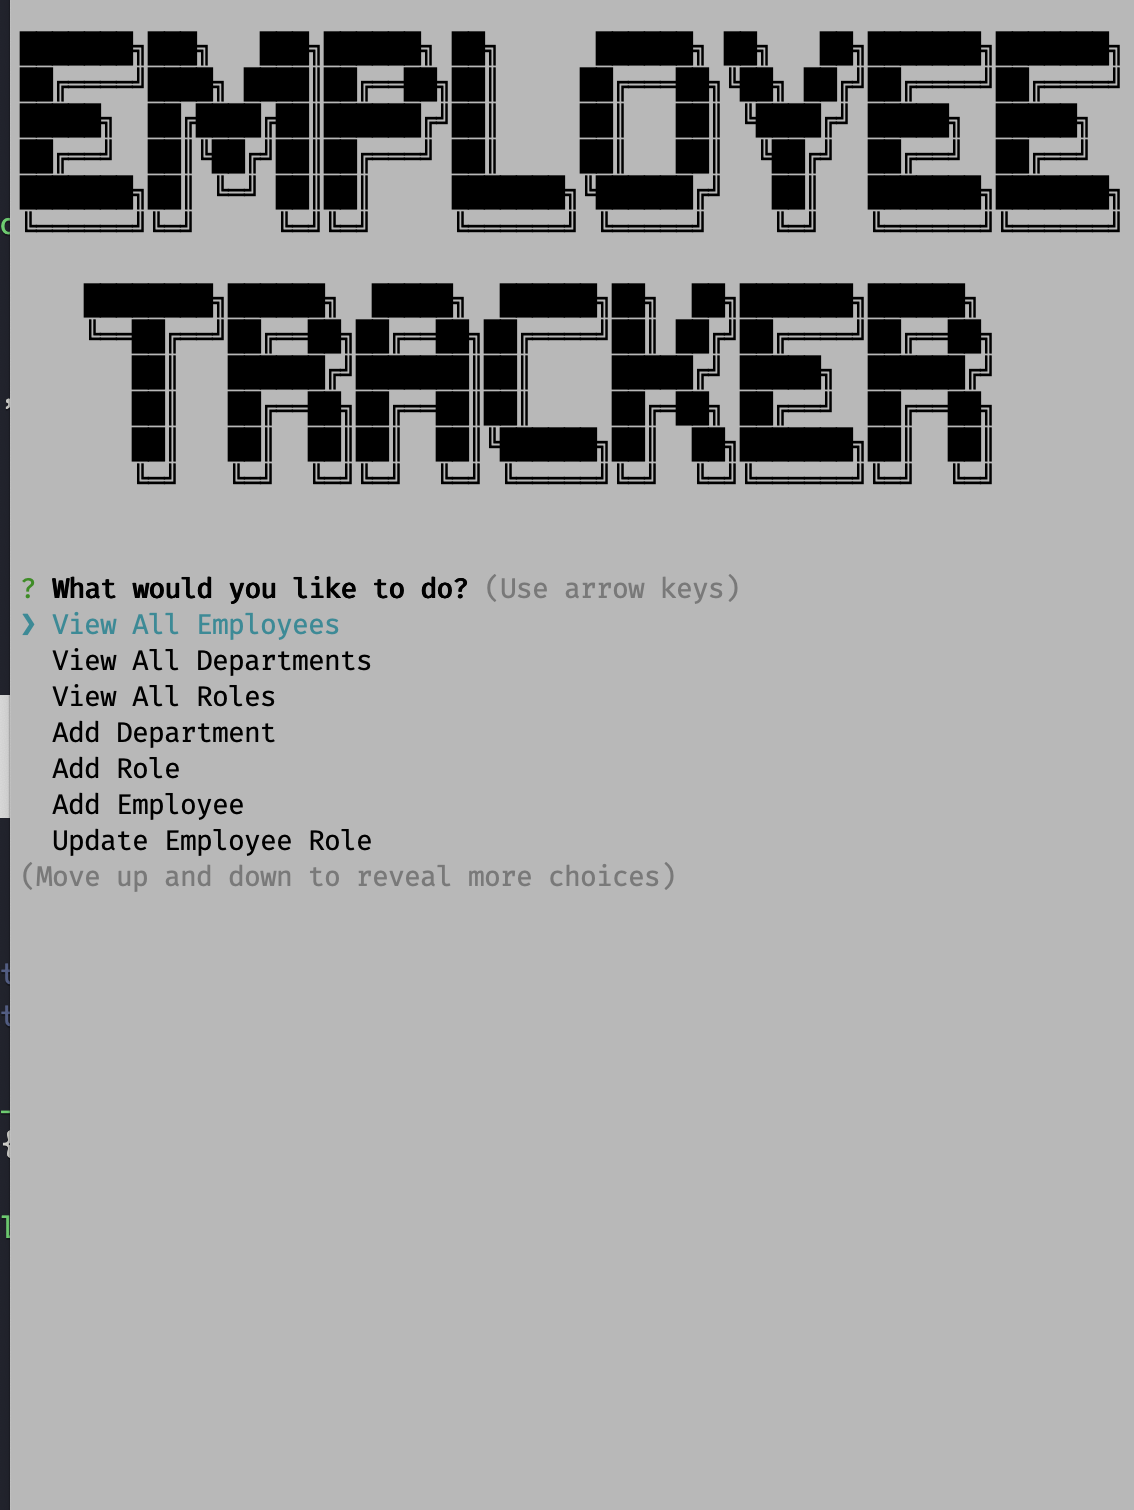 EMPLOYEE
TRACKER
? What would you like to do? (Use arrow keys)
❯ View All Employees
View All Departments
View All Roles
Add Department
Add Role
Add Employee
Update Employee Role
(Move up and down to reveal more choices)